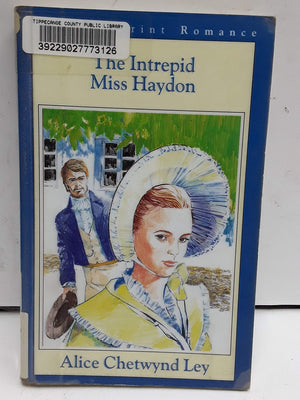 TIPPECANOE COUNTY PUBLIC LIBRARY
39229027773126
Print Romance
The Intrepid
Miss Haydon
Alice Chetwynd Ley